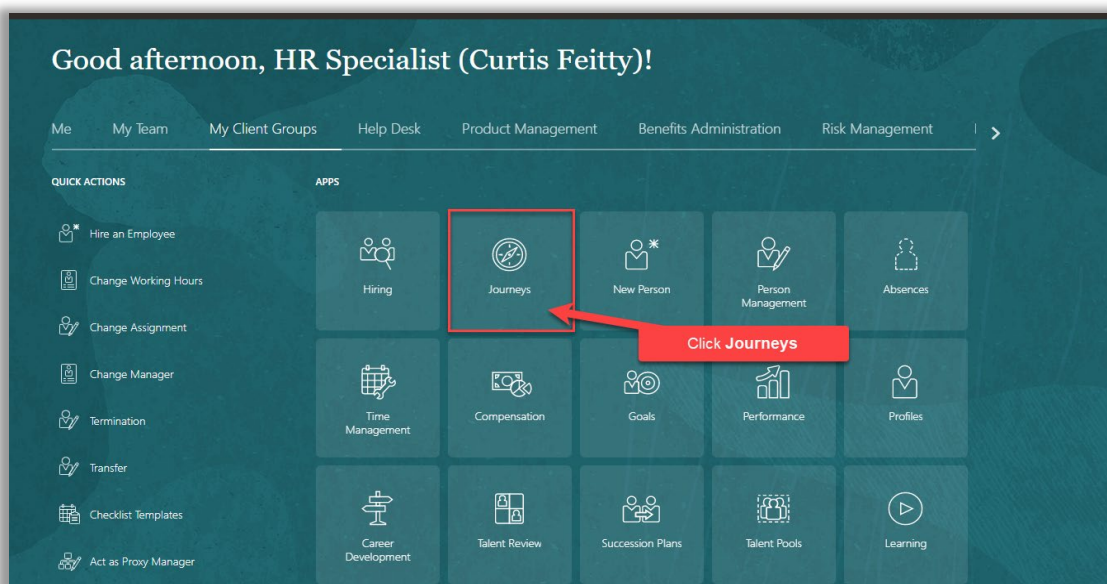 Good afternoon, HR Specialist (Curtis Feitty)!
Me My Team My Client Groups Help Desk Product Management Benefits Administration Risk Management
QUICK ACTIONS
APPS
Hire an Employee
Change Working Hours
Change Assignment
Change Manager
Termination
Transfer
Checklist Templates
Act as Proxy Manager
Hiring
Journeys
New Person
Person
Management
Absences
Click Journeys
Time
Management
Compensation
Goals
Performance
Profiles
Career
Development
Talent Review
Succession Plans
Talent Pools
Learning